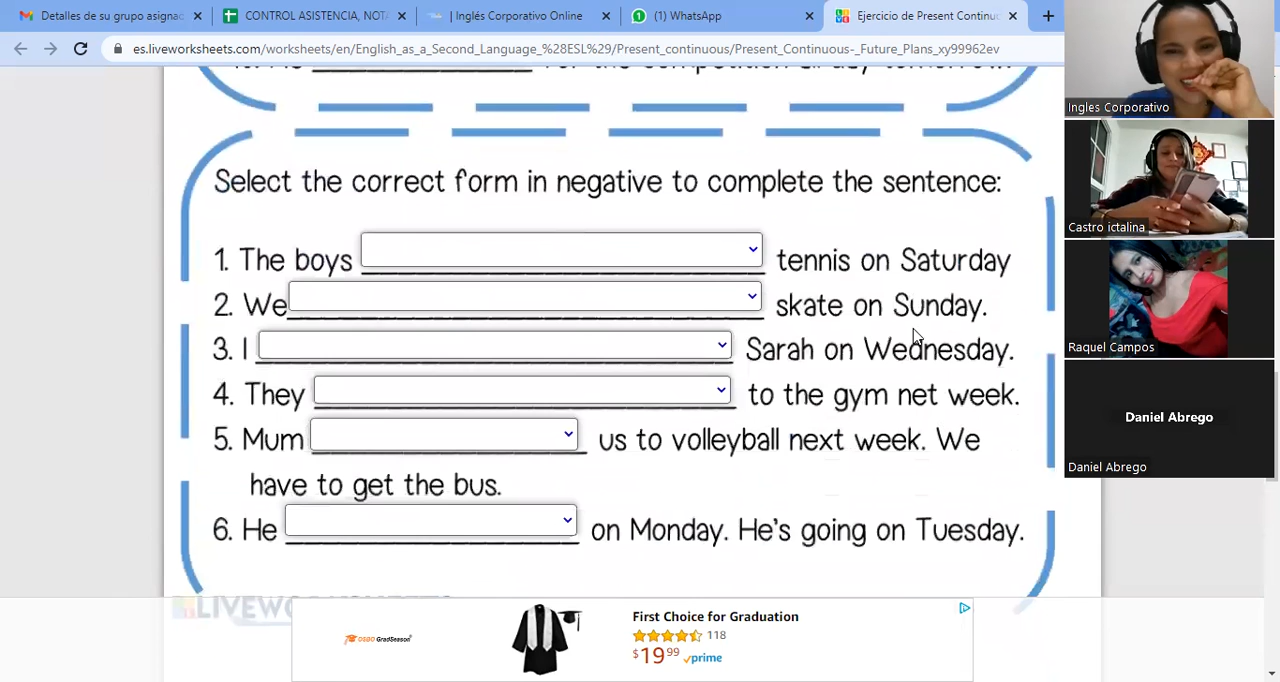 Detalles de su grupo asignac
CONTROL ASISTENCIA, NOTA
| Inglés Corporativo Online
(1) WhatsApp
Ejercicio de Present Continuo
es.liveworksheets.com/worksheets/en/English_as_a_Second_Language_%28ESL%29/Present_continuous/Present_Continuous-_Future_Plans_xy99962ev
Select the correct form in negative to complete the sentence:
1. The boys tennis on Saturday
2. We skate on Sunday.
3. I Sarah on Wednesday.
4. They to the gym net week.
5. Mum us to volleyball next week. We
have to get the bus.
6. He on Monday. He's going on Tuesday.
First Choice for Graduation
118
$19 99 prime
OSBO GradSeason
Ingles Corporativo
Castro ictalina
Raquel Campos
Daniel Abrego
Daniel Abrego